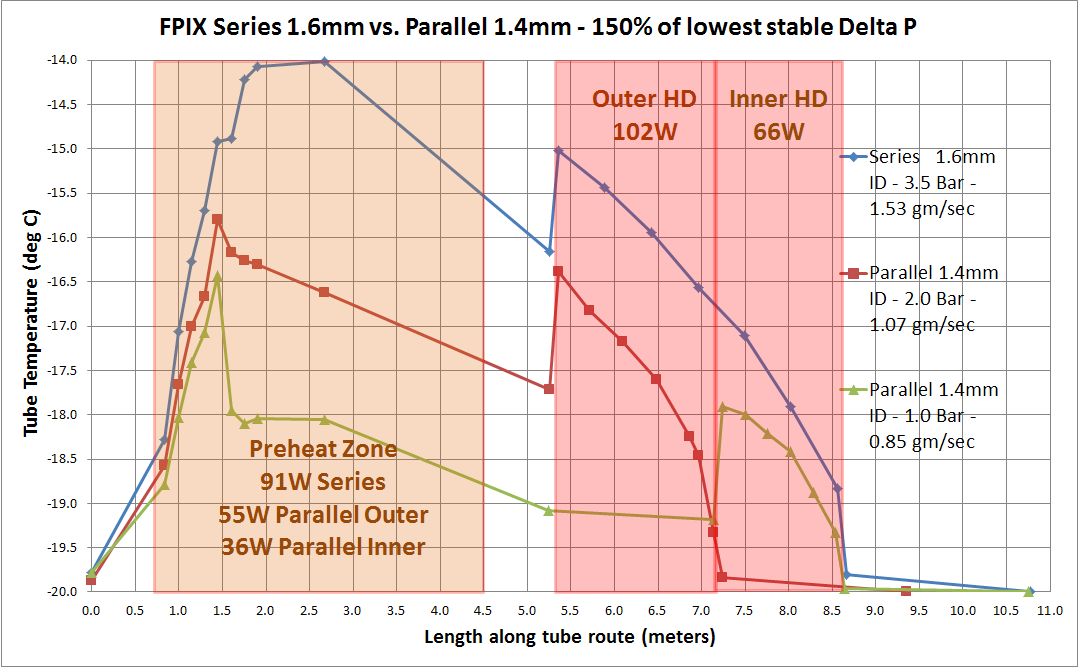 FPIX Series 1.6mm vs. Parallel 1.4mm - 150% of lowest stable Delta P
-14.0
-14.5
-15.0
-15.5
-16.0
-16.5
-17.0
-17.5
-18.0
-18.5
-19.0
-19.5
-20.0
Tube Temperature (deg C)
Preheat Zone
91W Series
55W Parallel Outer
36W Parallel Inner
Outer HD
102W
Inner HD
66W
Series 1.6mm
ID - 3.5 Bar -
1.53 gm/sec
Parallel 1.4mm
ID - 2.0 Bar -
1.07 gm/sec
Parallel 1.4mm
ID - 1.0 Bar -
0.85 gm/sec
0.0 0.5 1.0 1.5 2.0 2.5 3.0 3.5 4.0 4.5 5.0 5.5 6.0 6.5 7.0 7.5 8.0 8.5 9.0 9.5 10.0 10.5 11.0
Length along tube route (meters)